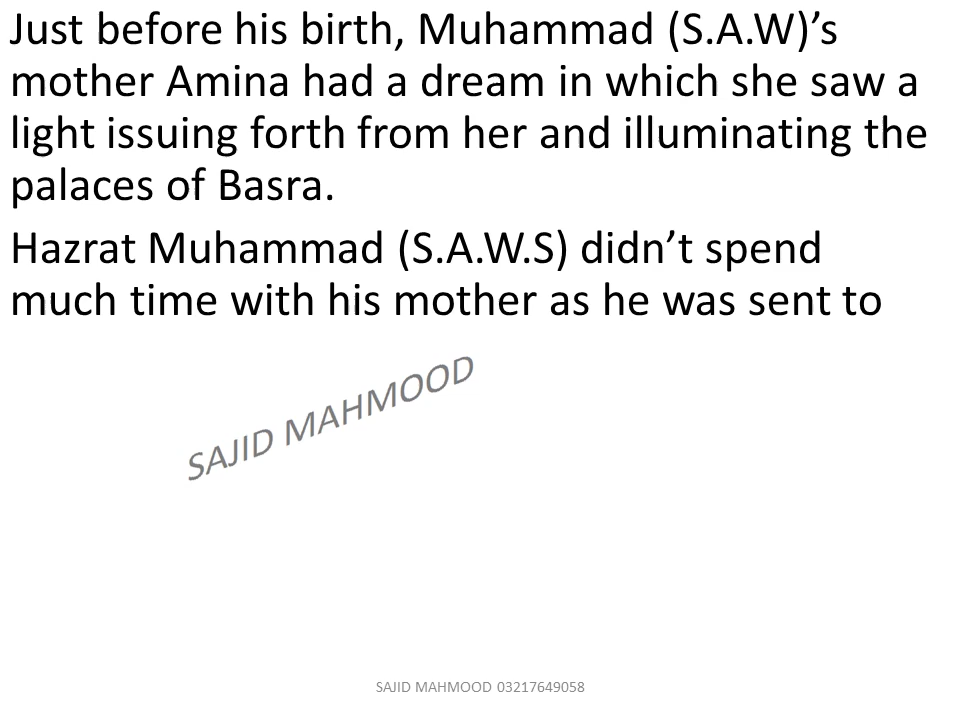 Just before his birth, Muhammad (S.A.W)’s
mother Amina had a dream in which she saw a
light issuing forth from her and illuminating the
palaces of Basra.
Hazrat Muhammad (S.A.W.S) didn’t spend
much time with his mother as he was sent to
SAJID MAHMOOD
SAJID MAHMOOD 03217649058